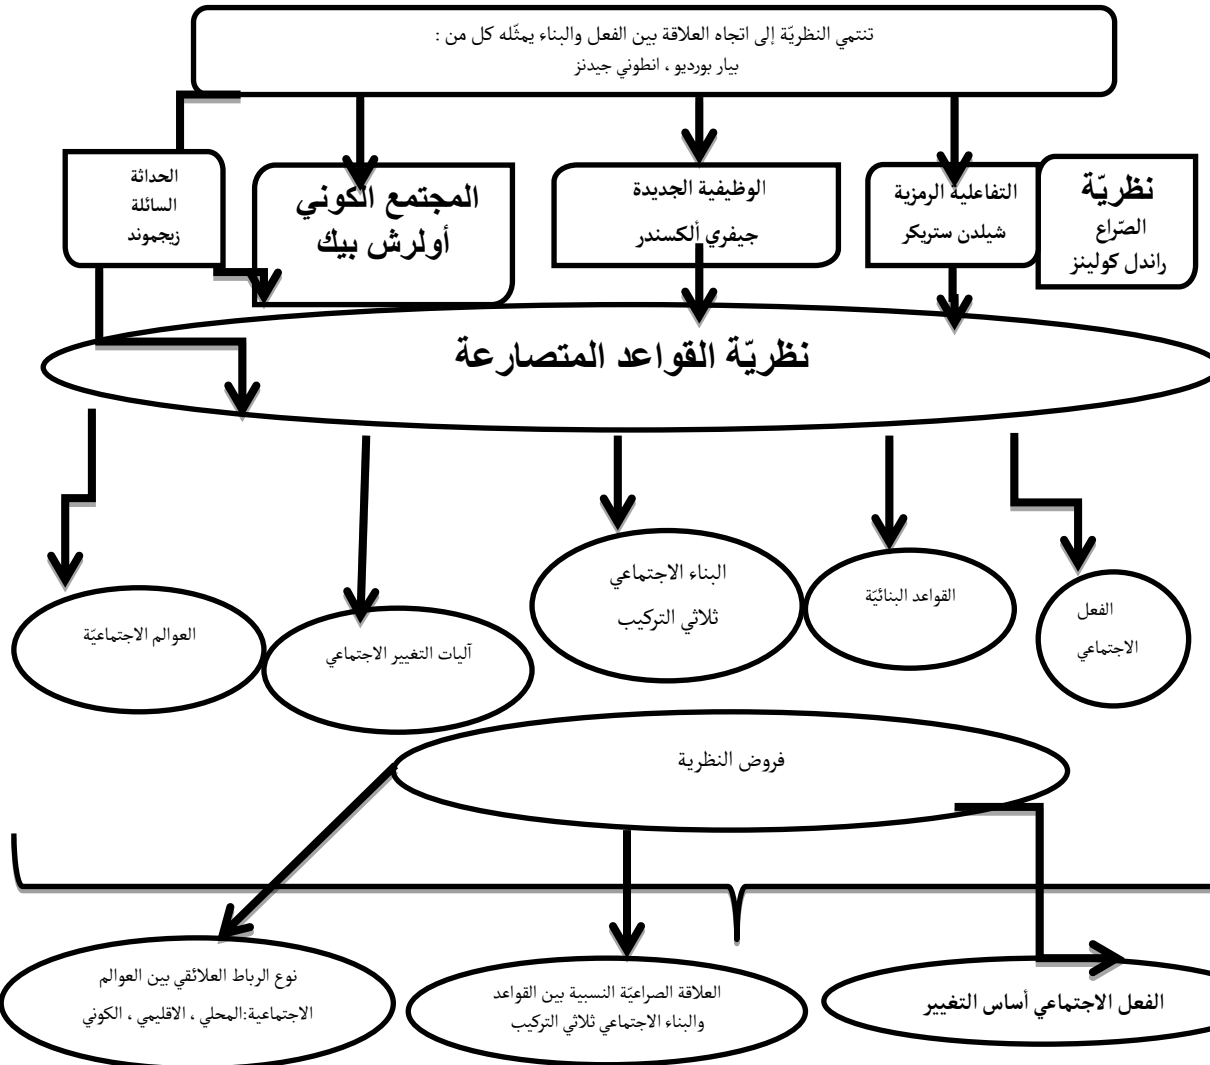 تنتمي النظريّة إلى اتجاه العلاقة بين الفعل والبناء يمثّله كل من :
بيار بورديو ، انطوني جيدنز
نظريّة
الصّراع
راندل كولينز
التفاعلية الرمزية
شيلدن ستريكر
الوظيفية الجديدة
جيفري ألكسندر
المجتمع الكوني
أولرش بيك
الحداثة
السائلة
زيجموند
نظريّة القواعد المتصارعة
الفعل
الاجتماعي
القواعد البنائيّة
البناء الاجتماعي
ثلاثي التركيب
آليات التغيير الاجتماعي
العوالم الاجتماعيّة
فروض النظرية
الفعل الاجتماعي أساس التغيير
العلاقة الصراعيّة النسبية بين القواعد
والبناء الاجتماعي ثلاثي التركيب
نوع الرباط العلائقي بين العوالم
الاجتماعية:المحلي ، الاقليمي ، الكوني